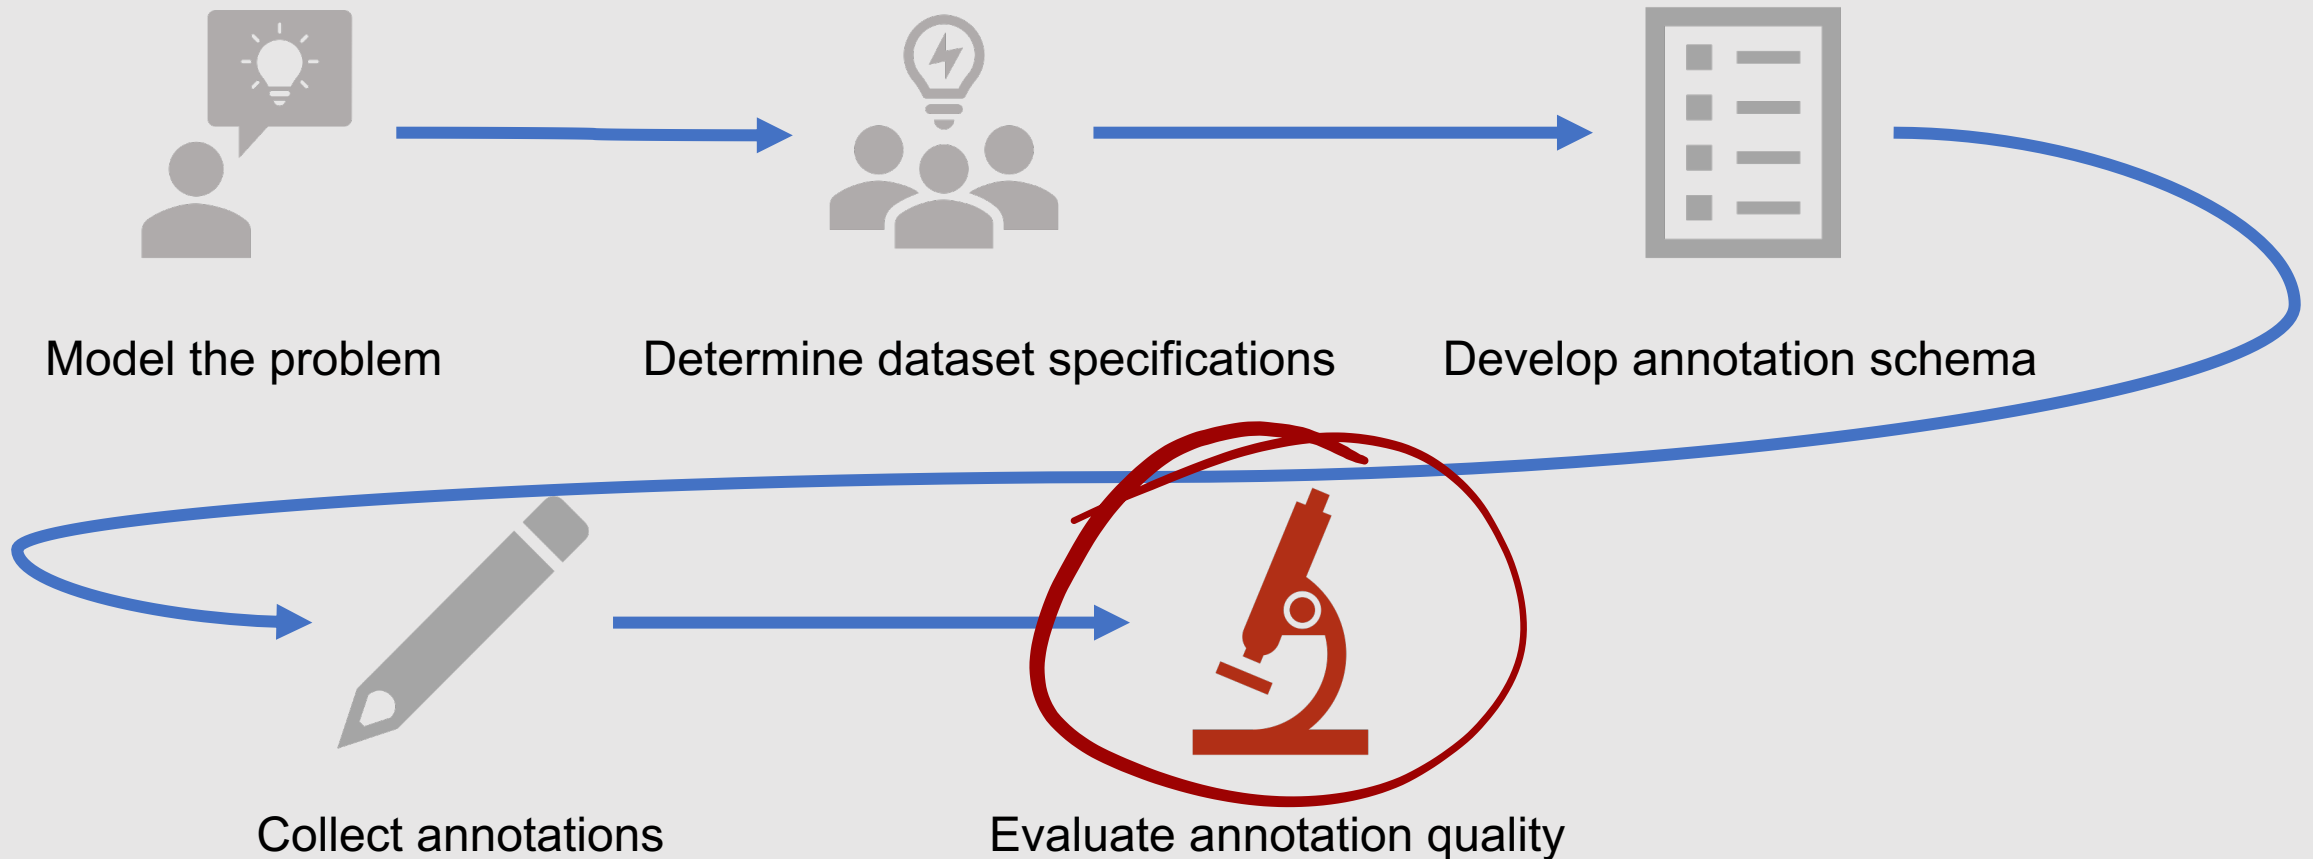 Model the problem
Determine dataset specifications
Develop annotation schema
Collect annotations
Evaluate annotation quality